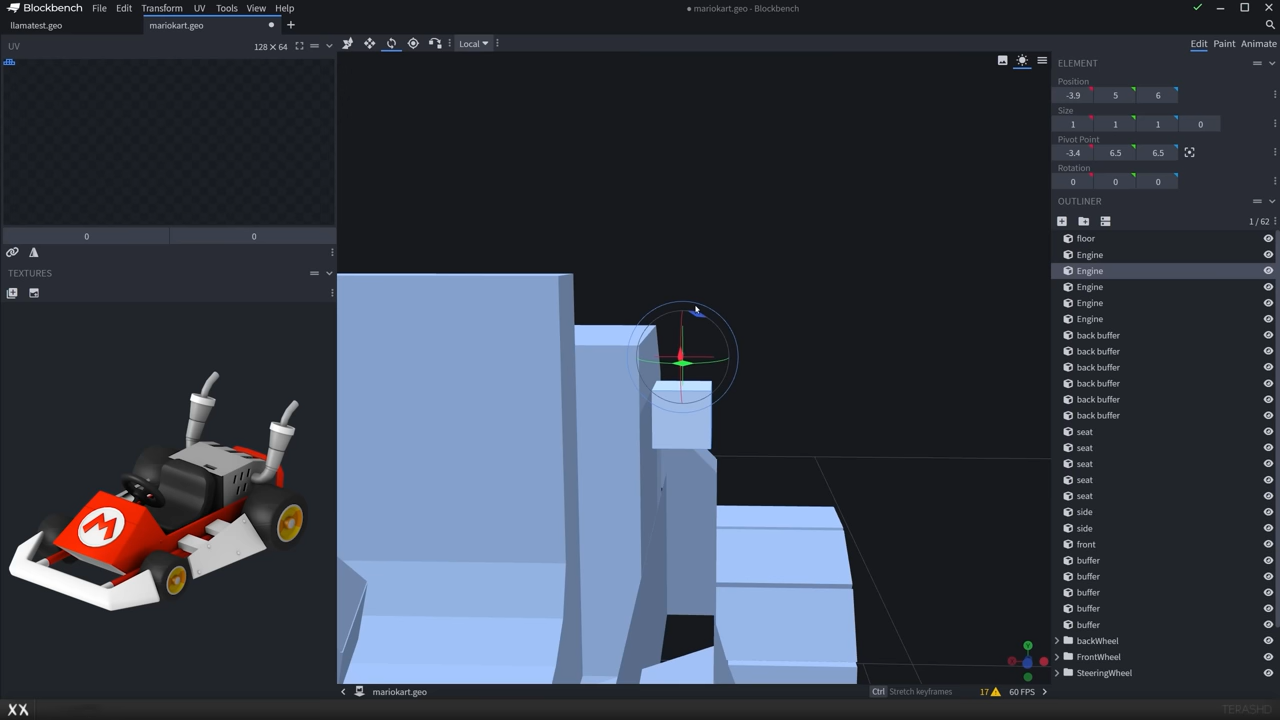 Blockbench File Edit Transform UV Tools View Help
● mariokart.geo - Blockbench
llamatest.geo
mariokart.geo
UV
128 × 64
Local
Edit Paint Animate
ELEMENT
Position
-3.9 5 6
Size
1 1 1 0
Pivot Point
-3.4 6.5 6.5
Rotation
0 0 0
OUTLINER
1 / 62
floor
Engine
Engine
Engine
Engine
Engine
back buffer
back buffer
back buffer
back buffer
back buffer
back buffer
seat
seat
seat
seat
seat
side
side
front
buffer
buffer
buffer
buffer
buffer
backWheel
FrontWheel
SteeringWheel
0 0
TEXTURES
M
Y
mariokart.geo
Ctrl Stretch keyframes
17
60 FPS
XX
TERASHD